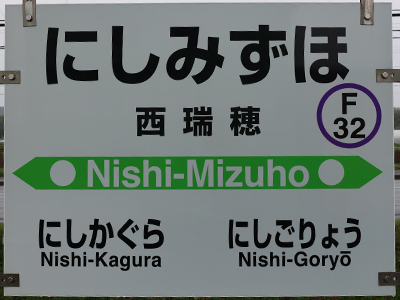 にしみずほ
西瑞穂
F
32
Nishi-Mizuho
にしかぐら
Nishi-Kagura
にしごりょう
Nishi-Goryō